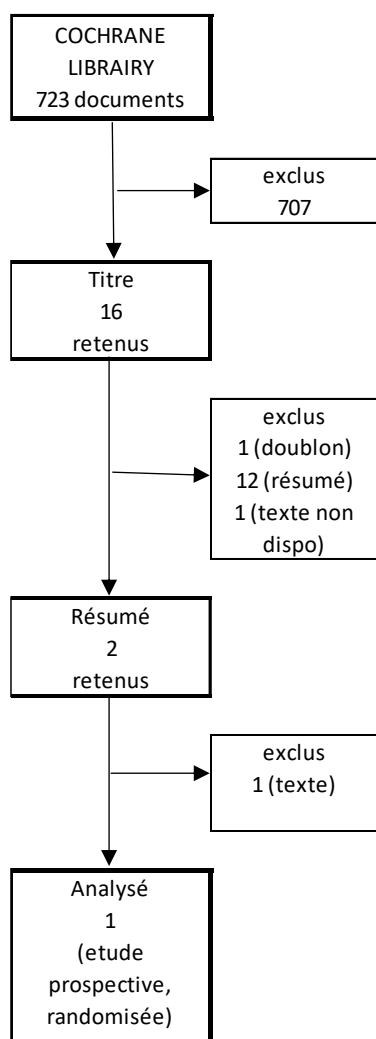 COCHRANE
LIBRAIRY
723 documents
exclus
707
Titre
16
retenus
exclus
1 (doublon)
12 (résumé)
1 (texte non
dispo)
Résumé
2
retenus
exclus
1 (texte)
Analysé
1
(etude
prospective,
randomisée)